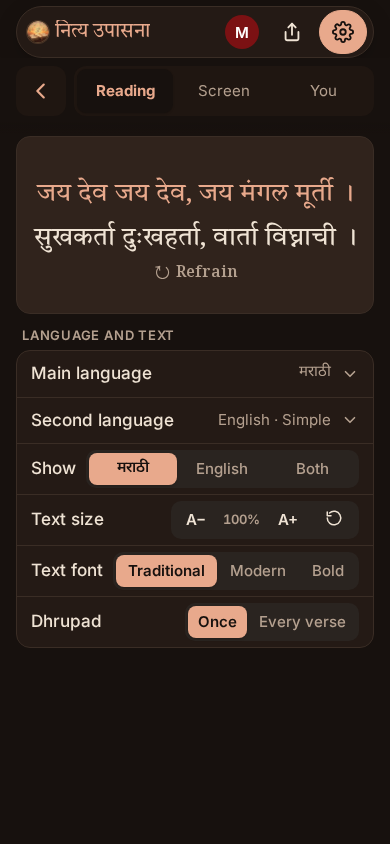 नित्य उपासना M
Reading Screen You
जय देव जय देव, जय मंगल मूर्ती ।
सुखकर्ता दुःखहर्ता, वार्ता विघ्नाची ।
Refrain
LANGUAGE AND TEXT
Main language मराठी
Second language English · Simple
Show मराठी English Both
Text size A− 100% A+
Text font Traditional Modern Bold
Dhrupad Once Every verse